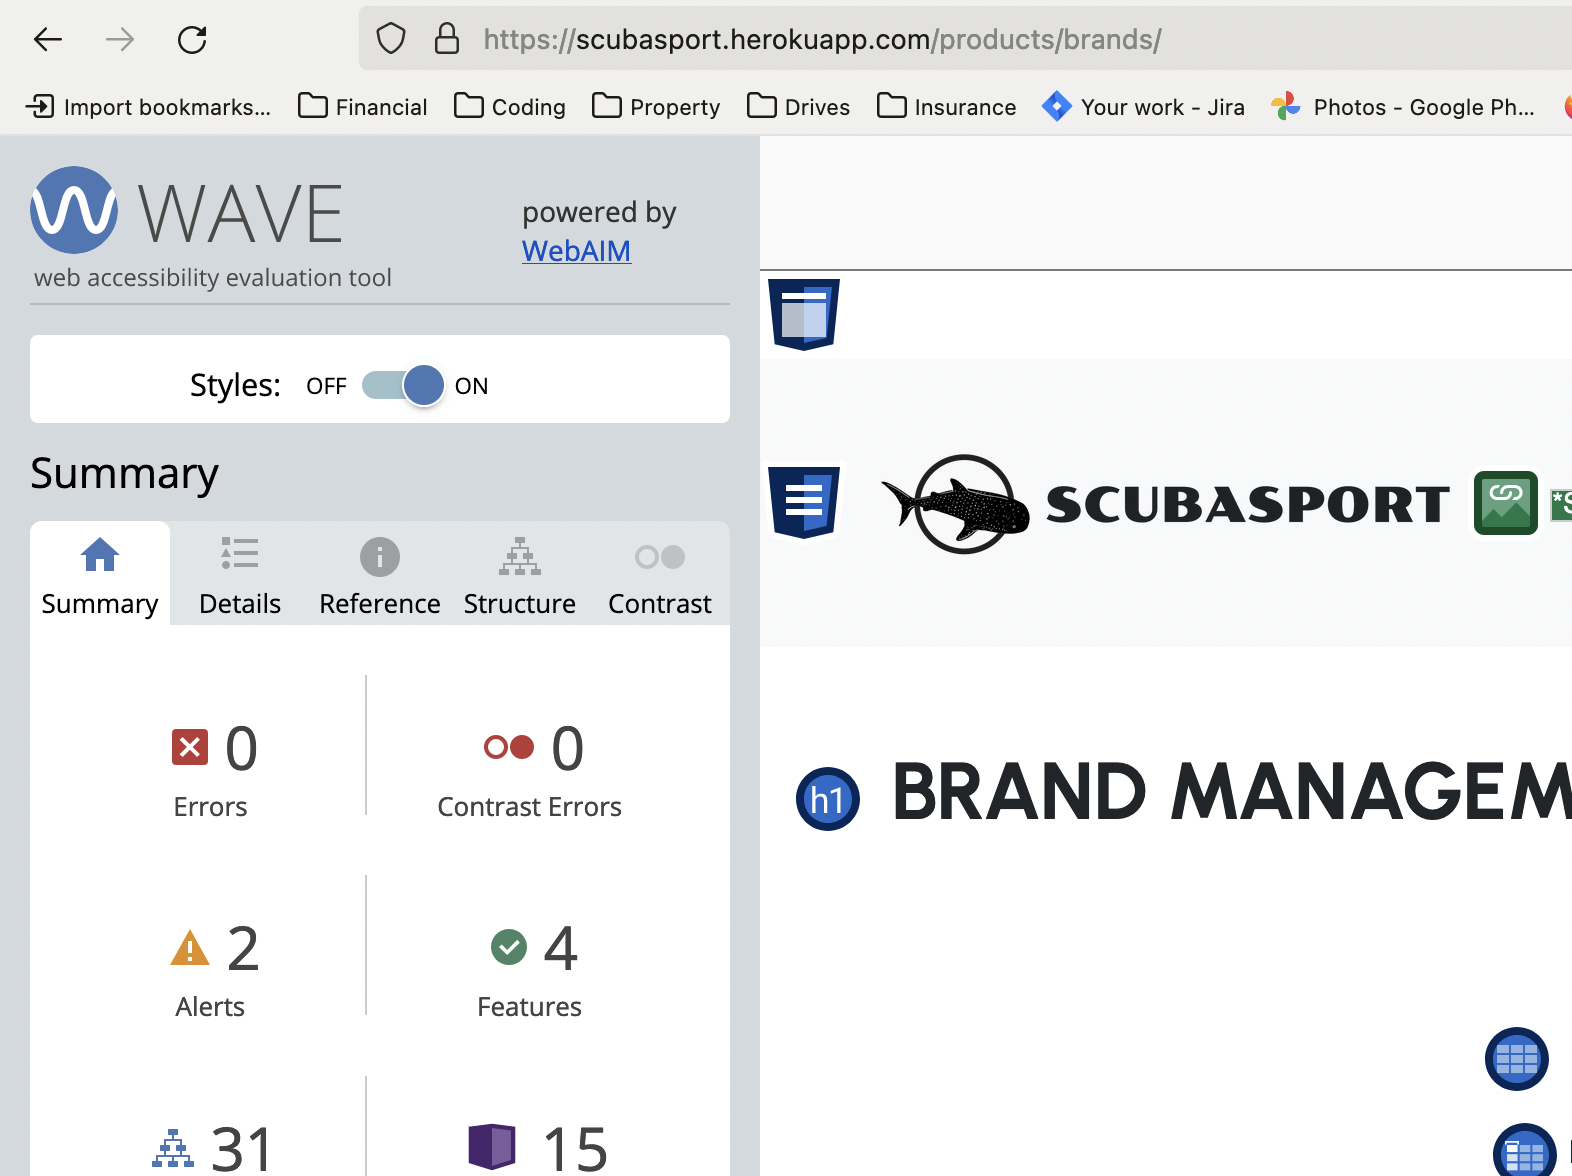 https://scubasport.herokuapp.com/products/brands/
Import bookmarks... Financial Coding Property Drives Insurance Your work - Jira Photos - Google Ph...
WAVE
powered by
WebAIM
web accessibility evaluation tool
Styles: OFF ON
Summary
Summary Details Reference Structure Contrast
0 0
Errors Contrast Errors
2 4
Alerts Features
31 15
SCUBASPORT
*S
h1 BRAND MANAGEM